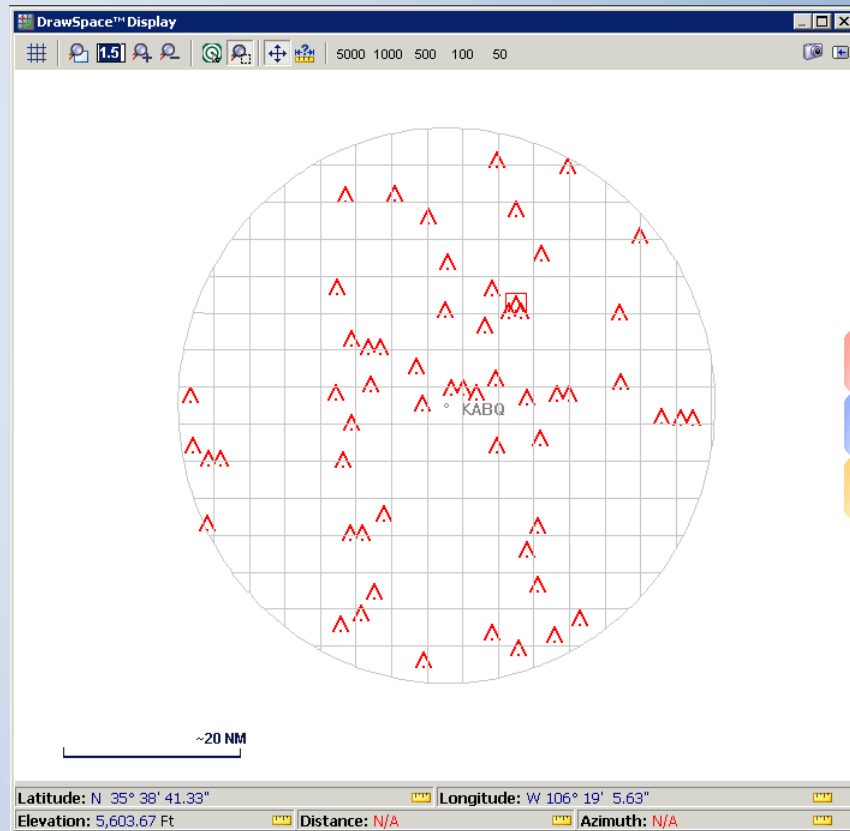 DrawSpace™ Display
1.5 5000 1000 500 100 50
KABQ
~20 NM
Latitude: N 35° 38' 41.33" Longitude: W 106° 19' 5.63"
Elevation: 5,603.67 Ft Distance: N/A Azimuth: N/A